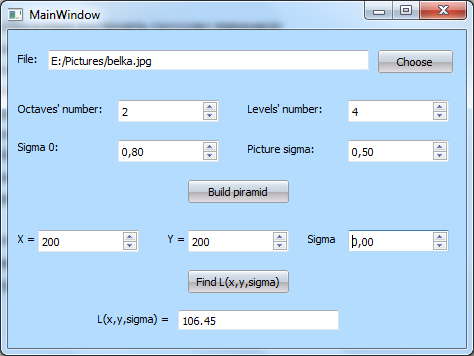 MainWindow
File: E:/Pictures/belka.jpg Choose
Octaves' number: 2 Levels' number: 4
Sigma 0: 0,80 Picture sigma: 0,50
Build piramid
X = 200 Y = 200 Sigma 0,00
Find L(x,y,sigma)
L(x,y,sigma) = 106.45